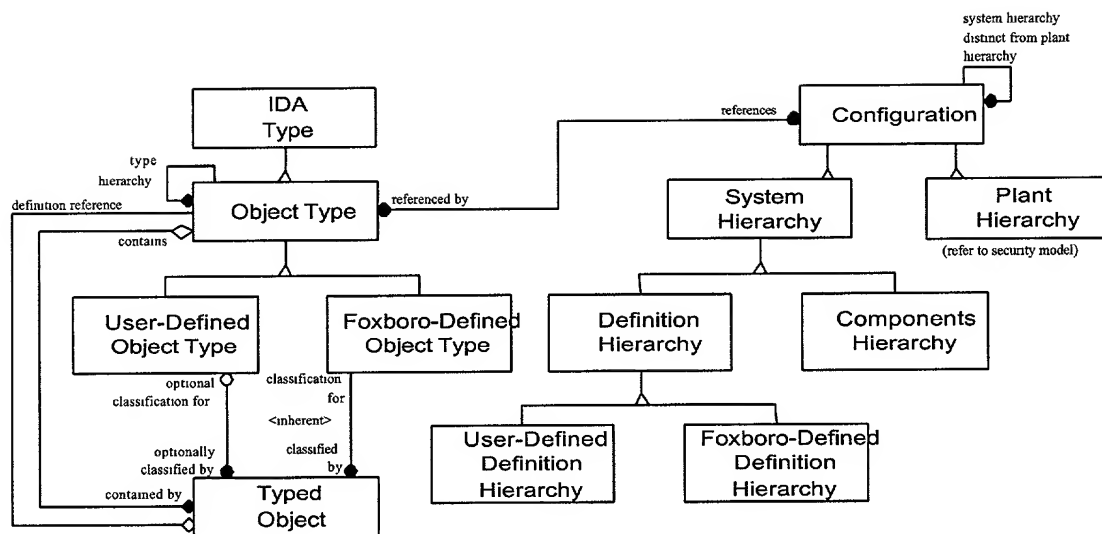 system hierarchy
distinct from plant
hierarchy
IDA
Type
references
Configuration
type
hierarchy
definition reference
Object Type
referenced by
contains
System
Hierarchy
Plant
Hierarchy
(refer to security model)
User-Defined
Object Type
Foxboro-Defined
Object Type
Definition
Hierarchy
Components
Hierarchy
optional
classification for
classification
for
<inherent>
User-Defined
Definition
Hierarchy
Foxboro-Defined
Definition
Hierarchy
optionally
classified by
classified
by
contained by
Typed
Object